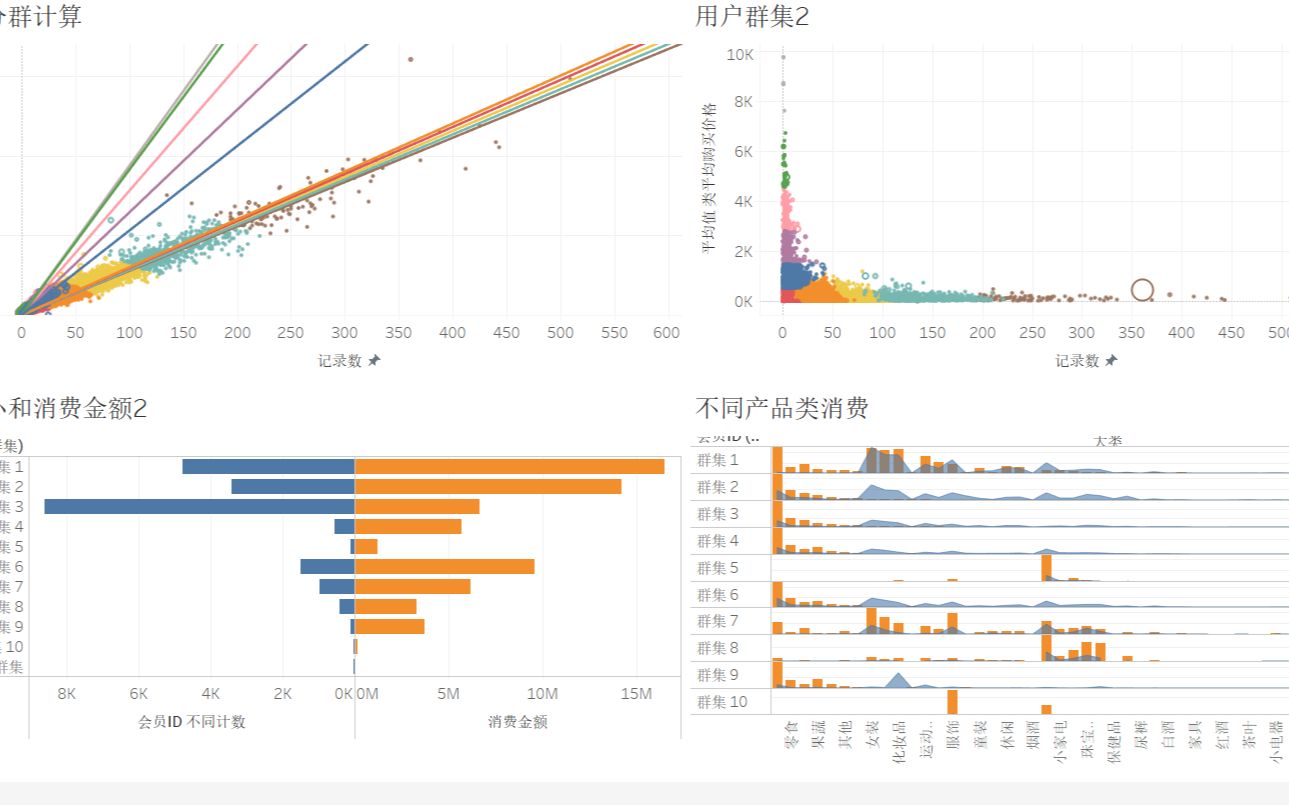 群计算
0 50 100 150 200 250 300 350 400 450 500 550 600
记录数
用户群集2
平均值 类平均购买价格
10K
8K
6K
4K
2K
0K
0 50 100 150 200 250 300 350 400 450 500
记录数
和消费金额2
集)
集 1
集 2
集 3
集 4
集 5
集 6
集 7
集 8
集 9
10
群集
8K 6K 4K 2K 0K 0M 5M 10M 15M
会员ID 不同计数 消费金额
不同产品类消费
会员ID (.. 大类
群集 1
群集 2
群集 3
群集 4
群集 5
群集 6
群集 7
群集 8
群集 9
群集 10
零食
果蔬
其他
女装
化妆品
运动..
服饰
童装
休闲
烟酒
小家电
珠宝..
保健品
尿裤
白酒
家具
红酒
茶叶
小电器